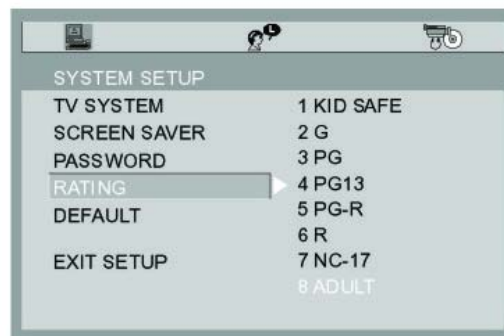 L
SYSTEM SETUP
TV SYSTEM
SCREEN SAVER
PASSWORD
RATING
DEFAULT
EXIT SETUP
1 KID SAFE
2 G
3 PG
4 PG13
5 PG-R
6 R
7 NC-17
8 ADULT